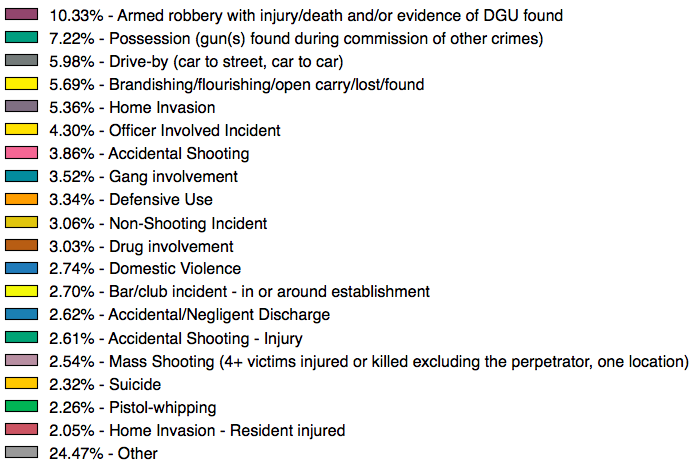 10.33% - Armed robbery with injury/death and/or evidence of DGU found
7.22% - Possession (gun(s) found during commission of other crimes)
5.98% - Drive-by (car to street, car to car)
5.69% - Brandishing/flourishing/open carry/lost/found
5.36% - Home Invasion
4.30% - Officer Involved Incident
3.86% - Accidental Shooting
3.52% - Gang involvement
3.34% - Defensive Use
3.06% - Non-Shooting Incident
3.03% - Drug involvement
2.74% - Domestic Violence
2.70% - Bar/club incident - in or around establishment
2.62% - Accidental/Negligent Discharge
2.61% - Accidental Shooting - Injury
2.54% - Mass Shooting (4+ victims injured or killed excluding the perpetrator, one location)
2.32% - Suicide
2.26% - Pistol-whipping
2.05% - Home Invasion - Resident injured
24.47% - Other